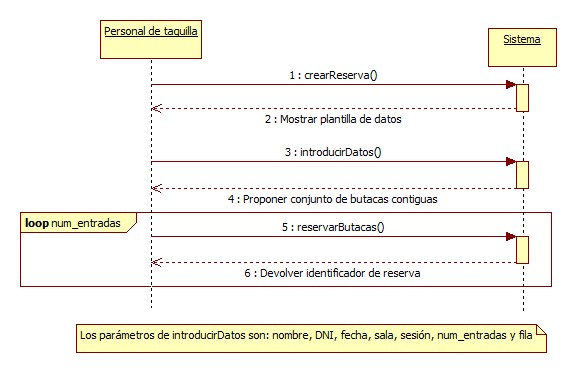 Personal de taquilla
Sistema
1 : crearReserva()
2 : Mostrar plantilla de datos
3 : introducirDatos()
4 : Proponer conjunto de butacas contiguas
loop num_entradas
5 : reservarButacas()
6 : Devolver identificador de reserva
Los parámetros de introducirDatos son: nombre, DNI, fecha, sala, sesión, num_entradas y fila